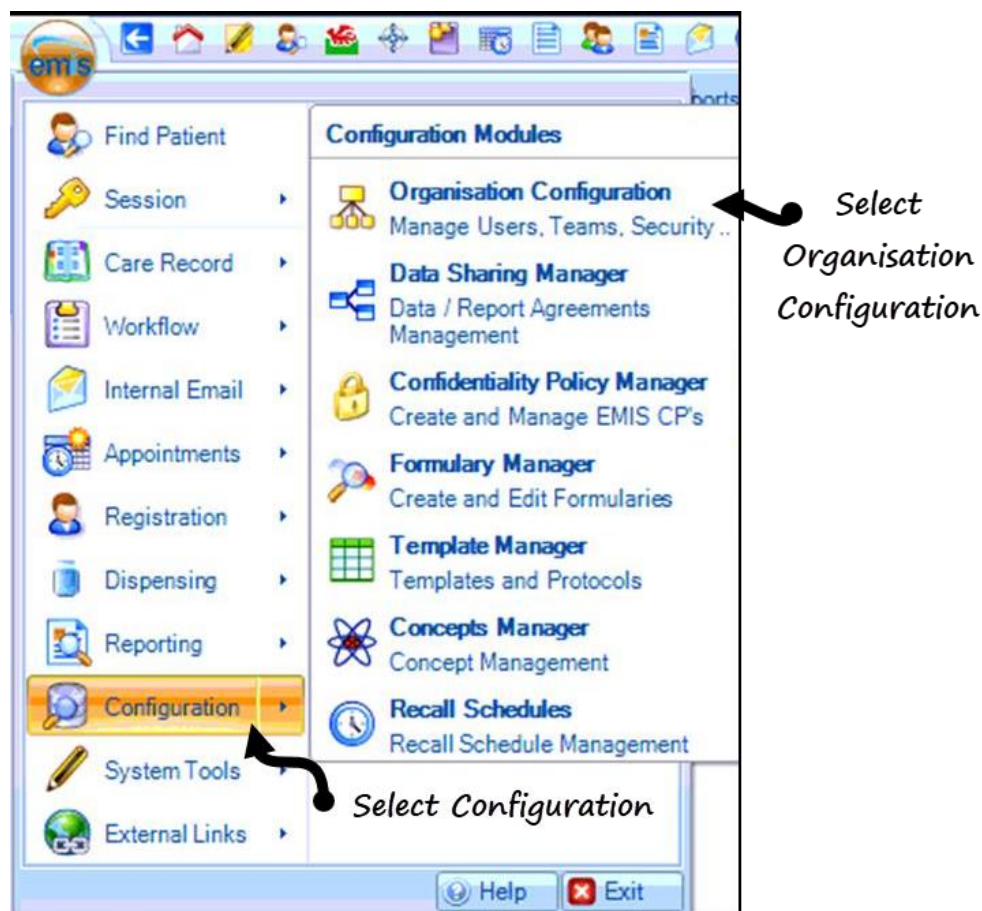 emis
ports
Find Patient
Session
Care Record
Workflow
Internal Email
Appointments
Registration
Dispensing
Reporting
Configuration
System Tools
External Links
Configuration Modules
Organisation Configuration
Manage Users, Teams, Security ..
Data Sharing Manager
Data / Report Agreements
Management
Confidentiality Policy Manager
Create and Manage EMIS CP's
Formulary Manager
Create and Edit Formularies
Template Manager
Templates and Protocols
Concepts Manager
Concept Management
Recall Schedules
Recall Schedule Management
Select
Organisation
Configuration
Select Configuration
Help
Exit